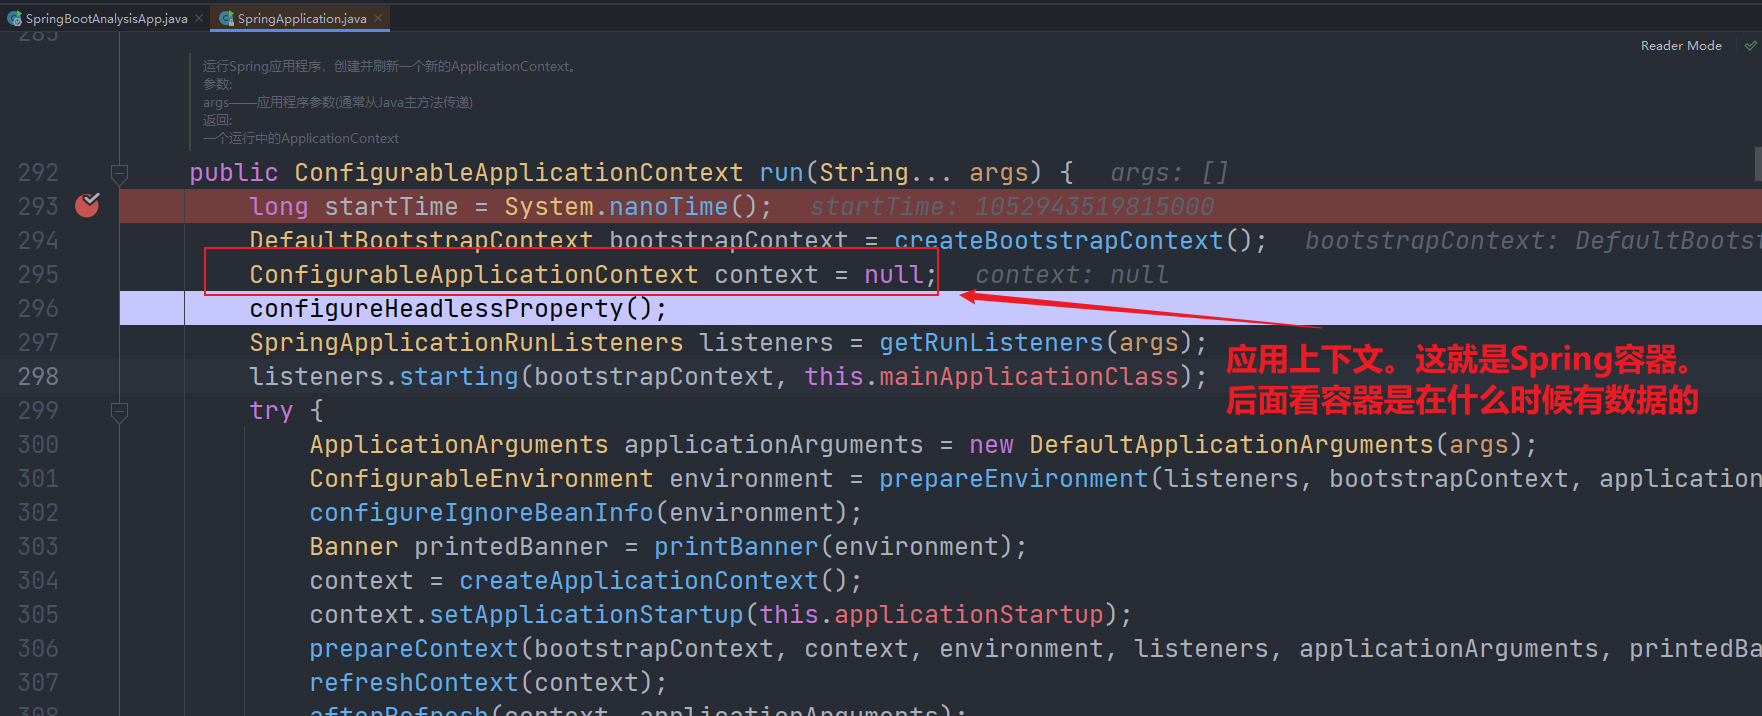 SpringBootAnalysisApp.java
SpringApplication.java
285
Reader Mode
运行Spring应用程序，创建并刷新一个新的ApplicationContext。
参数:
args——应用程序参数(通常从Java主方法传递)
返回:
一个运行中的ApplicationContext
292 public ConfigurableApplicationContext run(String... args) { args: []
293 long startTime = System.nanoTime(); startTime: 1052943519815000
294 DefaultBootstrapContext bootstrapContext = createBootstrapContext(); bootstrapContext: DefaultBootst
295 ConfigurableApplicationContext context = null; context: null
296 configureHeadlessProperty();
297 SpringApplicationRunListeners listeners = getRunListeners(args);
298 listeners.starting(bootstrapContext, this.mainApplicationClass);
应用上下文。这就是Spring容器。
后面看容器是在什么时候有数据的
299 try {
300 ApplicationArguments applicationArguments = new DefaultApplicationArguments(args);
301 ConfigurableEnvironment environment = prepareEnvironment(listeners, bootstrapContext, application
302 configureIgnoreBeanInfo(environment);
303 Banner printedBanner = printBanner(environment);
304 context = createApplicationContext();
305 context.setApplicationStartup(this.applicationStartup);
306 prepareContext(bootstrapContext, context, environment, listeners, applicationArguments, printedBa
307 refreshContext(context);
308 afterRefresh(context, applicationArguments);